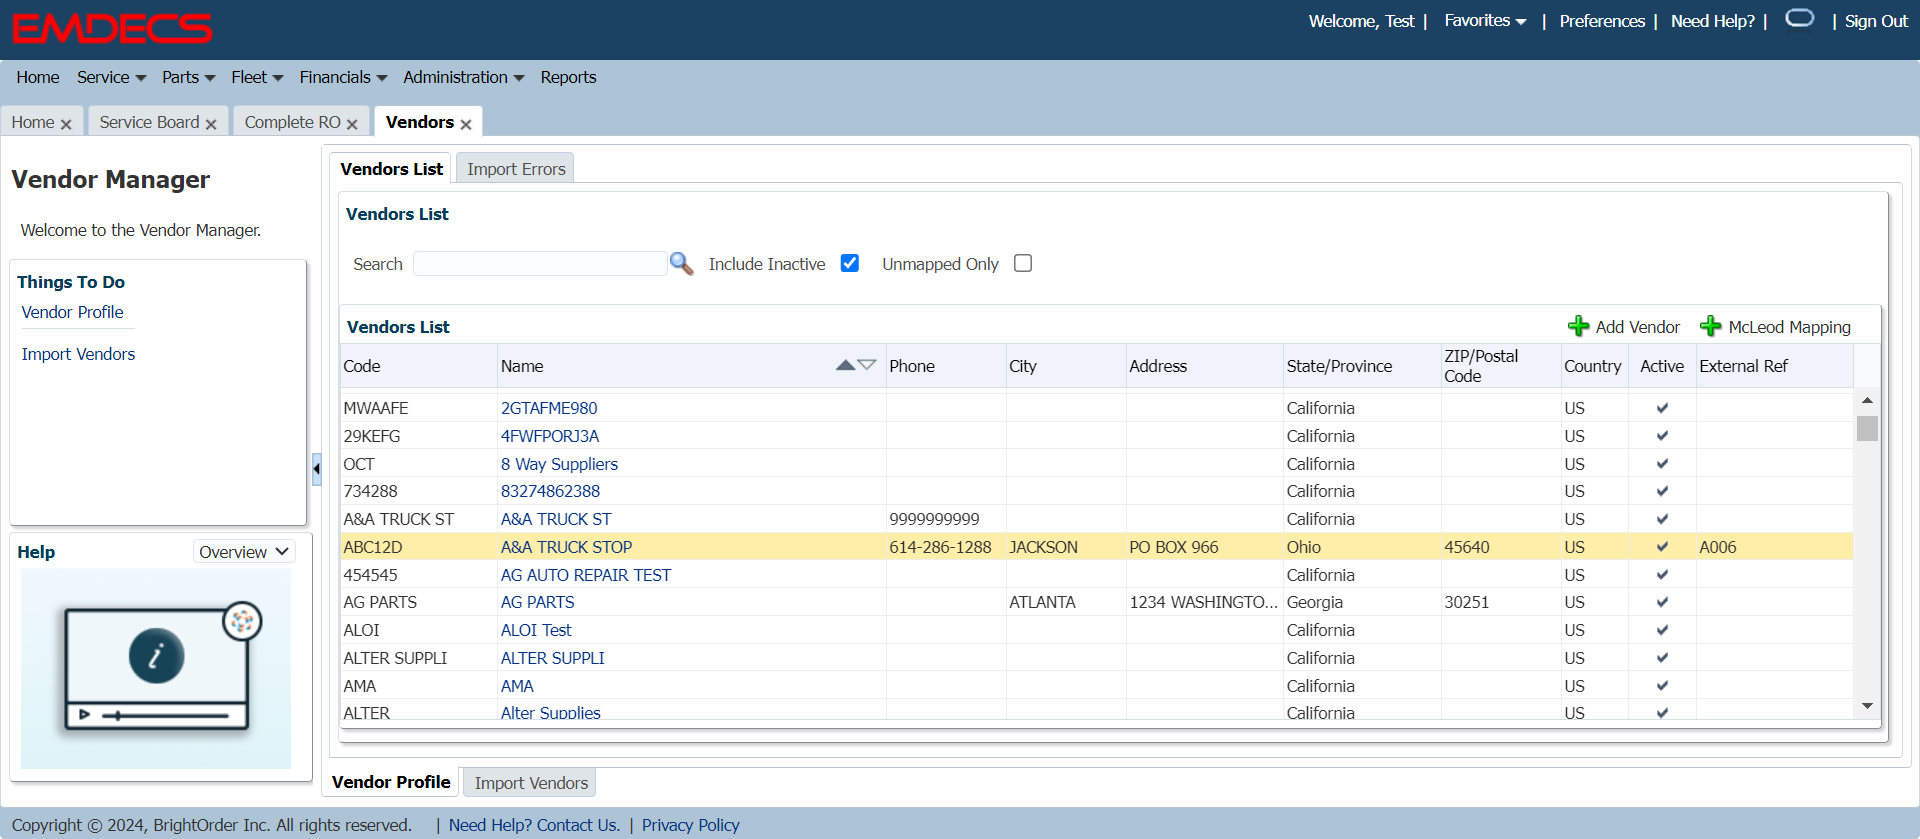 EMDECS
Welcome, Test | Favorites | Preferences | Need Help? | | Sign Out
Home Service Parts Fleet Financials Administration Reports
Home Service Board Complete RO Vendors
Vendor Manager
Welcome to the Vendor Manager.
Things To Do
Vendor Profile
Import Vendors
Help Overview
i
Vendors List Import Errors
Vendors List
Search Include Inactive Unmapped Only
Vendors List Add Vendor McLeod Mapping
Code Name Phone City Address State/Province ZIP/Postal Code Country Active External Ref
MWAAFE 2GTAFME980 California US
29KEFG 4FWFPORJ3A California US
OCT 8 Way Suppliers California US
734288 83274862388 California US
A&A TRUCK ST A&A TRUCK ST 9999999999 California US
ABC12D A&A TRUCK STOP 614-286-1288 JACKSON PO BOX 966 Ohio 45640 US A006
454545 AG AUTO REPAIR TEST California US
AG PARTS AG PARTS ATLANTA 1234 WASHINGTO... Georgia 30251 US
ALOI ALOI Test California US
ALTER SUPPLI ALTER SUPPLI California US
AMA AMA California US
ALTER Alter Supplies California US
Vendor Profile Import Vendors
Copyright © 2024, BrightOrder Inc. All rights reserved. | Need Help? Contact Us. | Privacy Policy